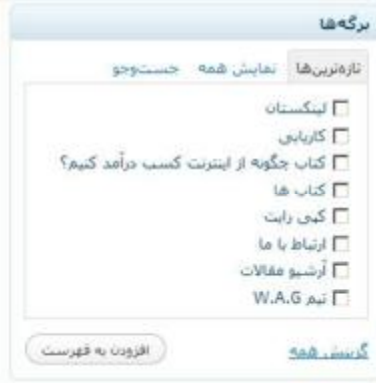 برگه‌ها
تازه‌ترین‌ها نمایش همه جست‌وجو
لینکستان
کاریابی
کتاب چگونه از اینترنت کسب درآمد کنیم؟
کتاب ها
کپی رایت
ارتباط با ما
آرشیو مقالات
تیم W.A.G
گزینش همه افزودن به فهرست